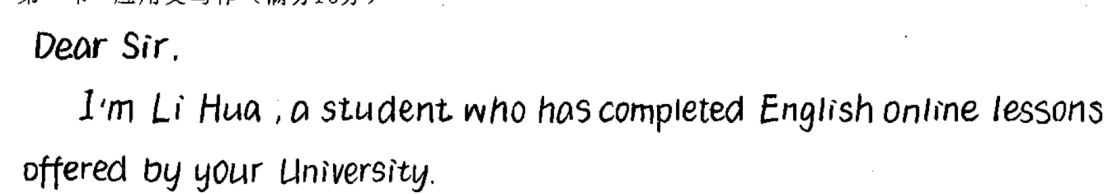 Dear Sir.
I'm Li Hua, a student who has completed English online lessons
offered by your University.